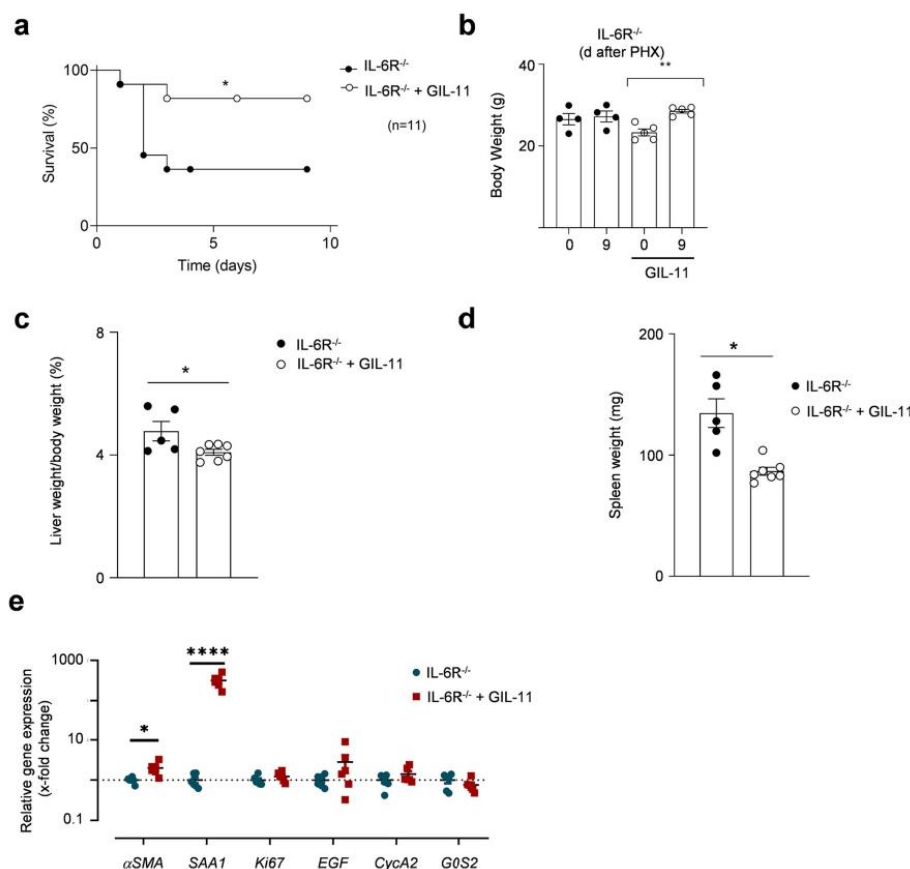 a
100
50
0
Survival (%)
0 5 10
Time (days)
*
IL-6R-/-
IL-6R-/- + GIL-11
(n=11)
b
IL-6R-/-
(d after PHX)
**
40
20
Body Weight (g)
0 9 0 9
GIL-11
c
8
4
0
Liver weight/body weight (%)
*
IL-6R-/-
IL-6R-/- + GIL-11
d
200
100
0
Spleen weight (mg)
*
IL-6R-/-
IL-6R-/- + GIL-11
e
1000
10
0.1
Relative gene expression
(x-fold change)
*
****
IL-6R-/-
IL-6R-/- + GIL-11
αSMA SAA1 Ki67 EGF CycA2 G0S2